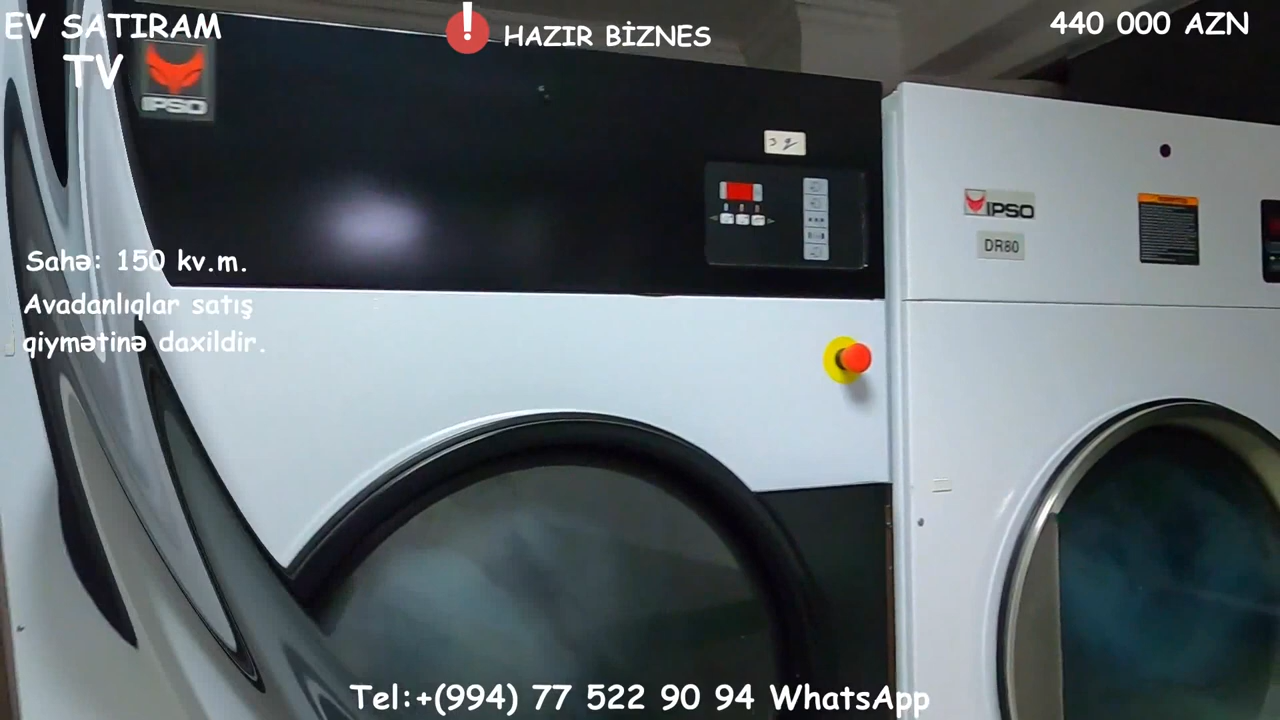 EV SATIRAM
TV
HAZIR BİZNES
440 000 AZN
IPSO
IPSO
DR80
Sahə: 150 kv.m.
Avadanlıqlar satış
qiymətinə daxildir.
Tel:+(994) 77 522 90 94 WhatsApp